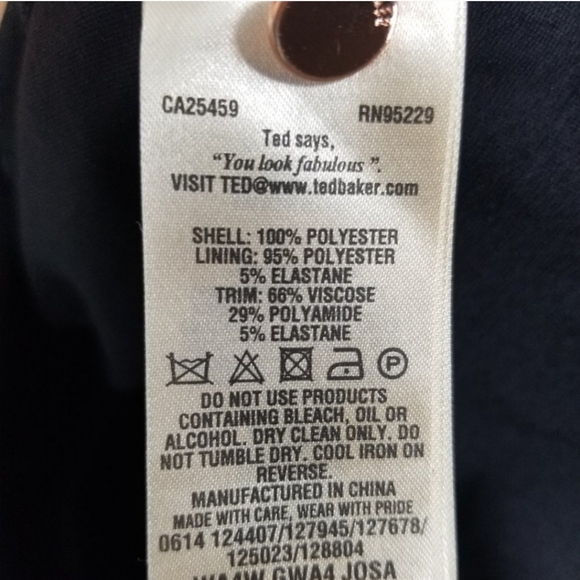 CA25459 RN95229
Ted says,
“You look fabulous ”.
VISIT TED@www.tedbaker.com
SHELL: 100% POLYESTER
LINING: 95% POLYESTER
5% ELASTANE
TRIM: 66% VISCOSE
29% POLYAMIDE
5% ELASTANE
P
DO NOT USE PRODUCTS
CONTAINING BLEACH, OIL OR
ALCOHOL. DRY CLEAN ONLY. DO
NOT TUMBLE DRY. COOL IRON ON
REVERSE.
MANUFACTURED IN CHINA
MADE WITH CARE, WEAR WITH PRIDE
0614 124407/127945/127678/
125023/128804
WA4W GWA4 JOSA